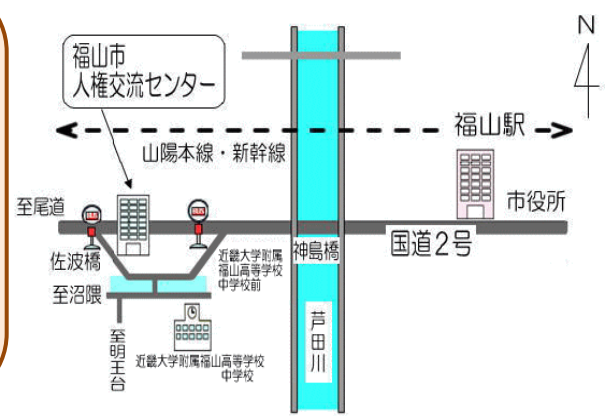 N
福山市
人権交流センター
福山駅
山陽本線・新幹線
至尾道
市役所
国道2号
神島橋
佐波橋
近畿大学附属
福山高等学校
中学校前
至沼隈
至明王台
芦田川
近畿大学附属福山高等学校
中学校